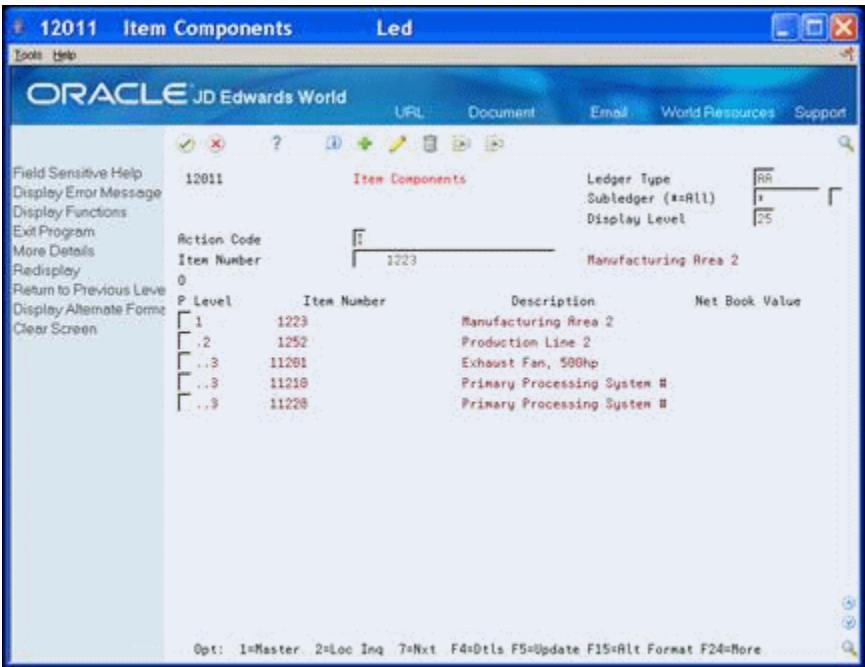 12011 Item Components Led
Tools Help
ORACLE JD Edwards World
URL Document Email World Resources Support
Field Sensitive Help
Display Error Message
Display Functions
Exit Program
More Details
Redisplay
Return to Previous Leve
Display Alternate Forma
Clear Screen
12011 Item Components Ledger Type AA
Subledger (*=All) *
Display Level 25
Action Code I
Item Number 1223 Manufacturing Area 2
0
P Level Item Number Description Net Book Value
1 1223 Manufacturing Area 2
.2 1252 Production Line 2
..3 11201 Exhaust Fan, 500hp
..3 11210 Primary Processing System #
..3 11220 Primary Processing System #
Opt: 1=Master 2=Loc Inq 7=Nxt F4=Dtls F5=Update F15=Alt Format F24=More